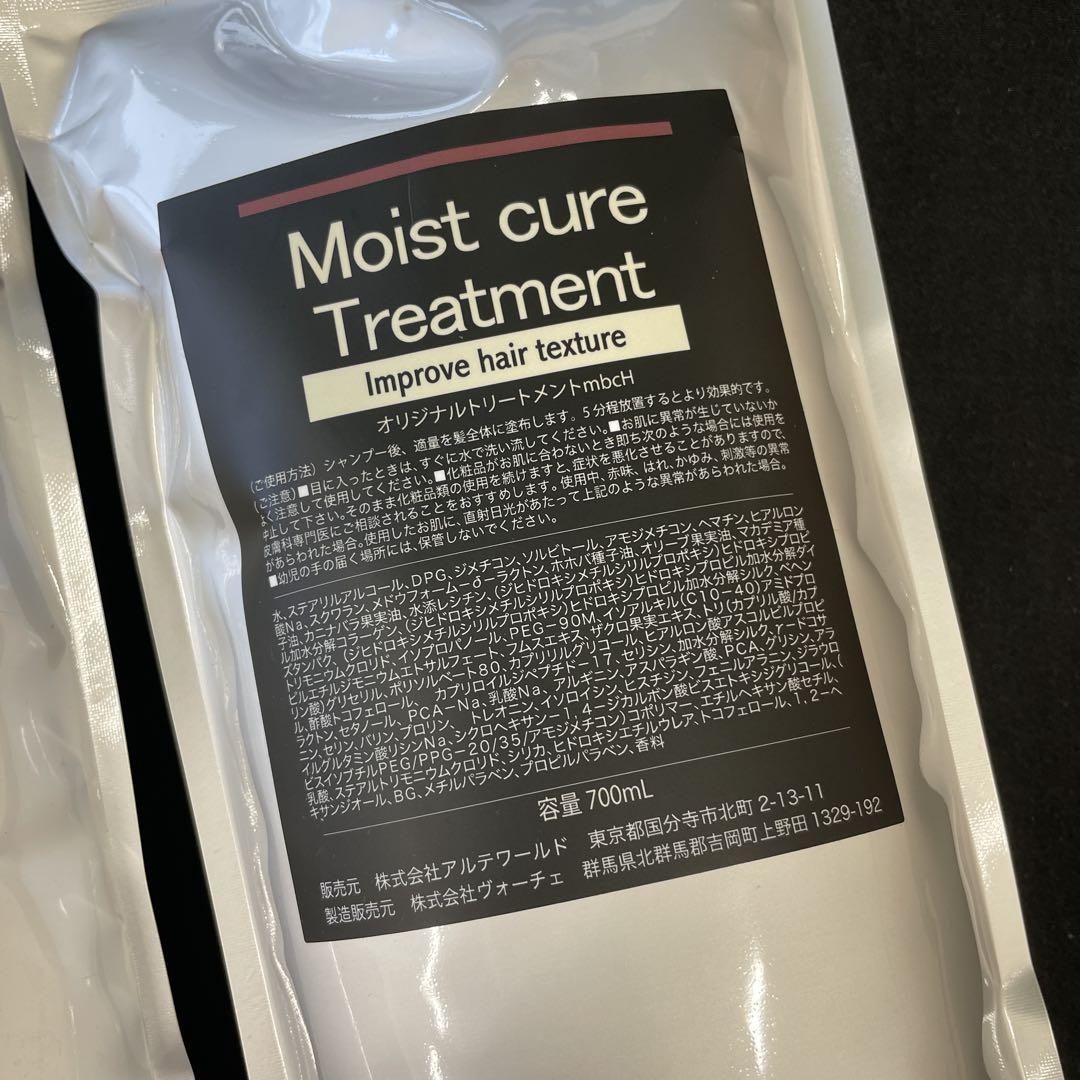 Moist cure
Treatment
Improve hair texture
オリジナルトリートメントmbcH
(ご使用方法) シャンプー後、適量を髪全体に塗布します。5分程放置するとより効果的です。
(ご注意)■目に入ったときは、すぐに水で洗い流してください。■お肌に異常が生じていないか
よく注意して使用してください。■化粧品がお肌に合わないとき即ち次のような場合には使用を
中止して下さい。そのまま化粧品類の使用を続けますと、症状を悪化させることがありますので、
皮膚科専門医にご相談されることをおすすめします。使用中、赤味、はれ、かゆみ、刺激等の異常
があらわれた場合。使用したお肌に、直射日光があたって上記のような異常があらわれた場合。
■幼児の手の届く場所には、保管しないでください。
水、ステアリルアルコール、DPG、ジメチコン、ソルビトール、アモジメチコン、ヘマチン、ヒアルロン
酸Na、スクワラン、メドウフォーム-δ-ラクトン、ホホバ種子油、オリーブ果実油、マカデミア種
子油、カニナバラ果実油、水添レシチン、(ジヒドロキシメチルシリルプロポキシ)ヒドロキシプロピ
ル加水分解コラーゲン、(ジヒドロキシメチルシリルプロポキシ)ヒドロキシプロピル加水分解ダイ
ズタンパク、(ジヒドロキシメチルシリルプロポキシ)ヒドロキシプロピル加水分解シルク、ベヘン
トリモニウムクロリド、イソプロパノール、PEG-90M、イソアルキル(C10-40)アミドプロ
ピルエチルジモニウムエトサルフェート、プルーンエキス、ザクロ果実エキス、トリ(カプリル酸/カプ
リン酸)グリセリル、ポリソルベート80、カプリリルグリコール、ヒアルロン酸アスコルビルプロピ
ル、酢酸トコフェロール、カプロイルジペプチド-17、セリシン、加水分解シルク、アーモンドサ
ラクトン、セタノール、PCA-Na、乳酸Na、アルギニン、アスパラギン酸、PCA、グリシン、アラ
ニン、セリン、バリン、プロリン、トレオニン、イソロイシン、ヒスチジン、フェニルアラニン、ジラウロ
イルグルタミン酸リシンNa、シクロヘキサン-1,4-ジカルボン酸ビスエトキシジグリコール、(
ビスイソブチルPEG/PPG-20/35/アモジメチコン)コポリマー、エチルヘキサン酸セチル、
乳酸、ステアルトリモニウムクロリド、シリカ、ヒドロキシエチルウレア、トコフェロール、1,2-ヘ
キサンジオール、BG、メチルパラベン、プロピルパラベン、香料
容量 700mL
販売元 株式会社アルテワールド 東京都国分寺市北町 2-13-11
製造販売元 株式会社ヴォーチェ 群馬県北群馬郡吉岡町上野田 1329-192